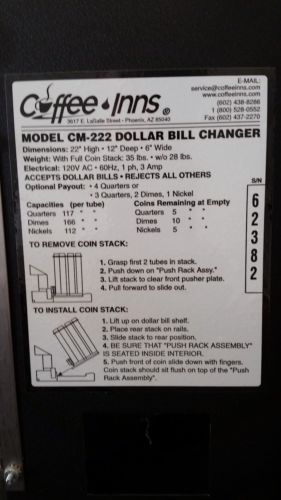 E-MAIL:
service@coffeeinns.com
www.coffeeinns.com
(602) 438-8286
1 (800) 528-0552
Fax (602) 437-2270
Coffee Inns ®
3617 E. LaSalle Street • Phoenix, AZ 85040
MODEL CM-222 DOLLAR BILL CHANGER
Dimensions: 22" High • 12" Deep • 6" Wide
Weight: With Full Coin Stack: 35 lbs. • w/o 28 lbs.
Electrical: 120V AC • 60Hz, 1 ph, 3 Amp
ACCEPTS DOLLAR BILLS • REJECTS ALL OTHERS
Optional Payout: • 4 Quarters or
• 3 Quarters, 2 Dimes, 1 Nickel
Capacities (per tube) Coins Remaining at Empty
Quarters 117 " " Quarters 5 " "
Dimes 166 " " Dimes 10 " "
Nickels 112 " " Nickels 5 " "
S/N
6
2
3
8
2
TO REMOVE COIN STACK:
1. Grasp first 2 tubes in stack.
2. Push down on "Push Rack Assy."
3. Lift stack to clear front pusher plate.
4. Pull forward to slide out.
TO INSTALL COIN STACK:
1. Lift up on dollar bill shelf.
2. Place rear stack on rails.
3. Slide stack to rear position.
4. BE SURE THAT "PUSH RACK ASSEMBLY"
IS SEATED INSIDE INTERIOR.
5. Push front of coin slide down with fingers.
Coin stack should sit flush on top of the "Push
Rack Assembly".